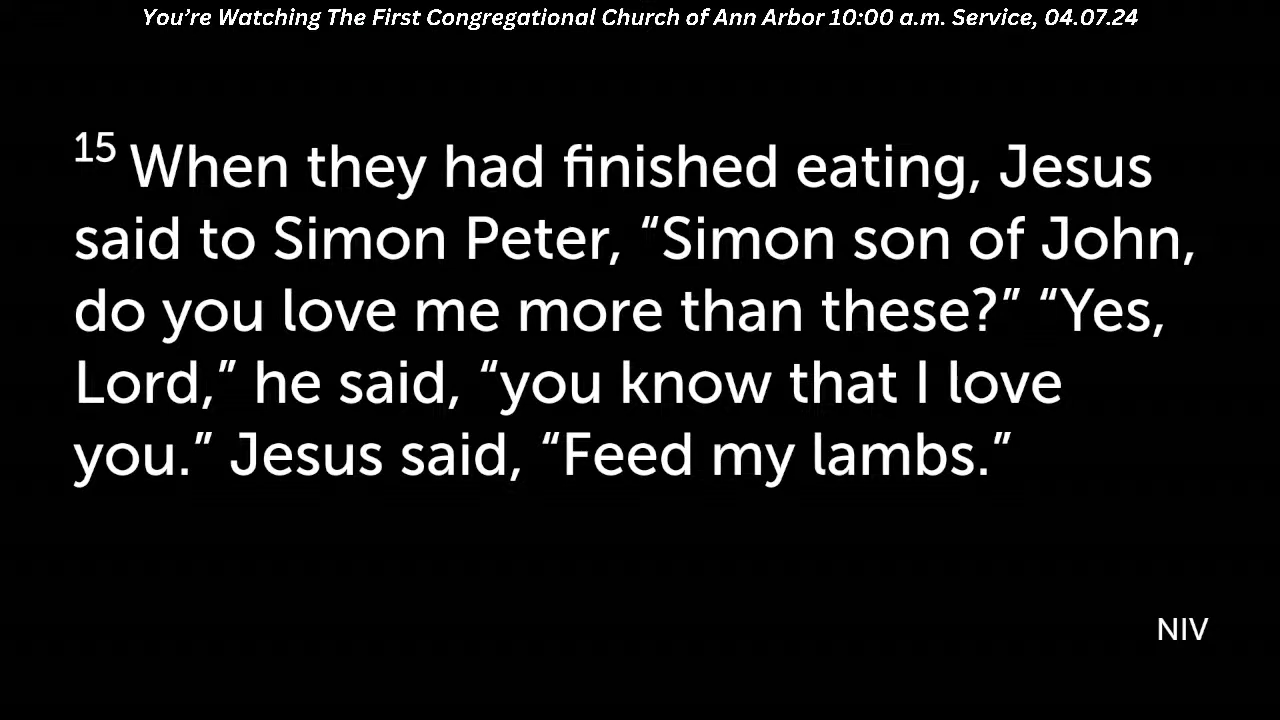 You’re Watching The First Congregational Church of Ann Arbor 10:00 a.m. Service, 04.07.24
15 When they had finished eating, Jesus
said to Simon Peter, “Simon son of John,
do you love me more than these?” “Yes,
Lord,” he said, “you know that I love
you.” Jesus said, “Feed my lambs.”
NIV